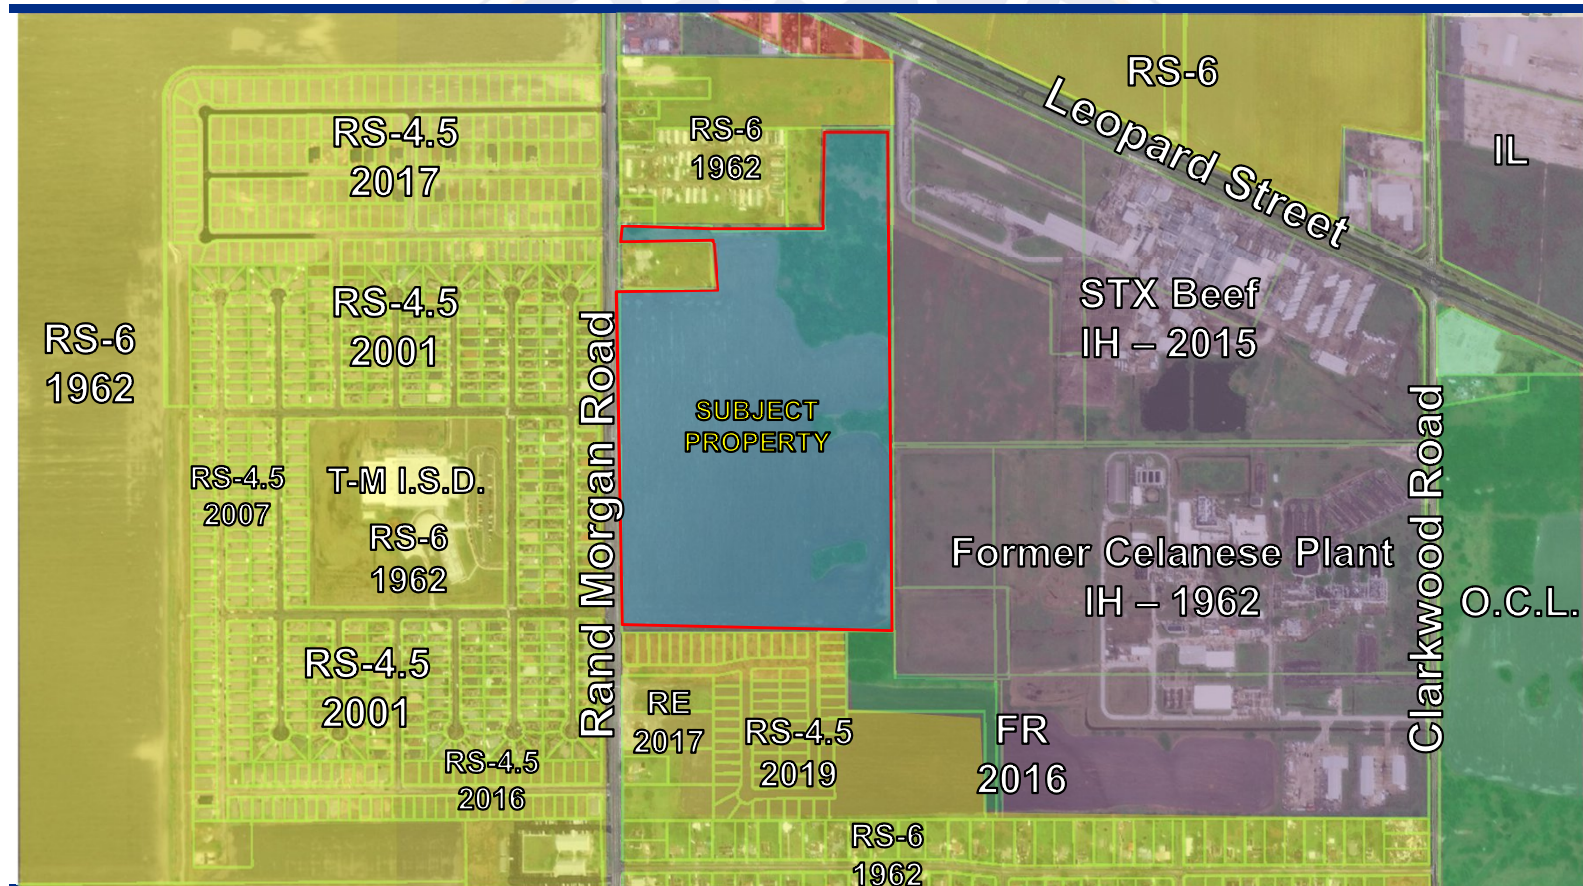 RS-6
Leopard Street
IL
RS-4.5
2017
RS-6
1962
RS-6
1962
RS-4.5
2001
Rand Morgan Road
STX Beef
IH – 2015
SUBJECT
PROPERTY
Clarkwood Road
RS-4.5
2007
T-M I.S.D.
RS-6
1962
Former Celanese Plant
IH – 1962
O.C.L.
RS-4.5
2001
RE
2017
RS-4.5
2019
FR
2016
RS-4.5
2016
RS-6
1962